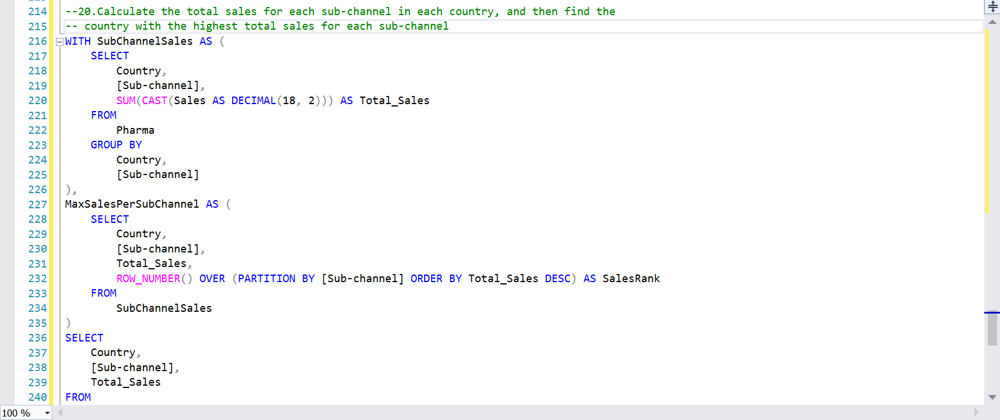 214 --20.Calculate the total sales for each sub-channel in each country, and then find the
215 -- country with the highest total sales for each sub-channel
216 WITH SubChannelSales AS (
217     SELECT
218         Country,
219         [Sub-channel],
220         SUM(CAST(Sales AS DECIMAL(18, 2))) AS Total_Sales
221     FROM
222         Pharma
223     GROUP BY
224         Country,
225         [Sub-channel]
226 ),
227 MaxSalesPerSubChannel AS (
228     SELECT
229         Country,
230         [Sub-channel],
231         Total_Sales,
232         ROW_NUMBER() OVER (PARTITION BY [Sub-channel] ORDER BY Total_Sales DESC) AS SalesRank
233     FROM
234         SubChannelSales
235 )
236 SELECT
237     Country,
238     [Sub-channel],
239     Total_Sales
240 FROM
100 %